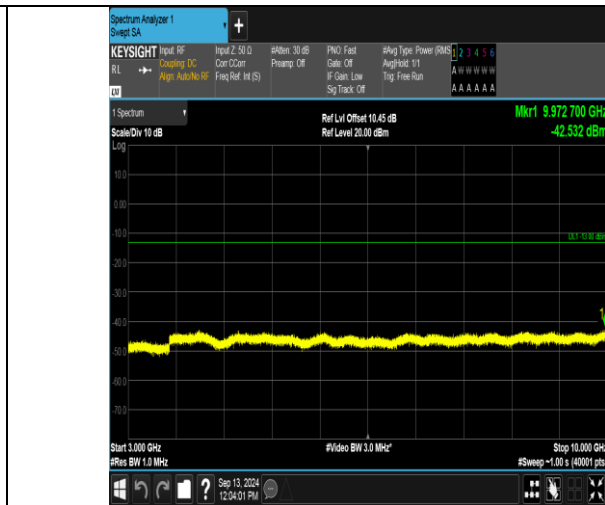 Spectrum Analyzer 1
Swept SA
+
KEYSIGHT
RL
LXI
Input: RF
Coupling: DC
Align: Auto/No RF
Input Z: 50 Ω
Corr CCorr
Freq Ref: Int (S)
#Atten: 30 dB
Preamp: Off
PNO: Fast
Gate: Off
IF Gain: Low
Sig Track: Off
#Avg Type: Power (RMS
Avg|Hold: 1/1
Trig: Free Run
1 2 3 4 5 6
A W W W W W
A A A A A A
1 Spectrum
Scale/Div 10 dB
Log
Ref Lvl Offset 10.45 dB
Ref Level 20.00 dBm
Mkr1 9.972 700 GHz
-42.532 dBm
10.0
0.00
-10.0
DL1 -13.00 dBm
-20.0
-30.0
1
-40.0
-50.0
-60.0
-70.0
Start 3.000 GHz
#Res BW 1.0 MHz
#Video BW 3.0 MHz*
Stop 10.000 GHz
#Sweep ~1.00 s (40001 pts
?
Sep 13, 2024
12:04:01 PM